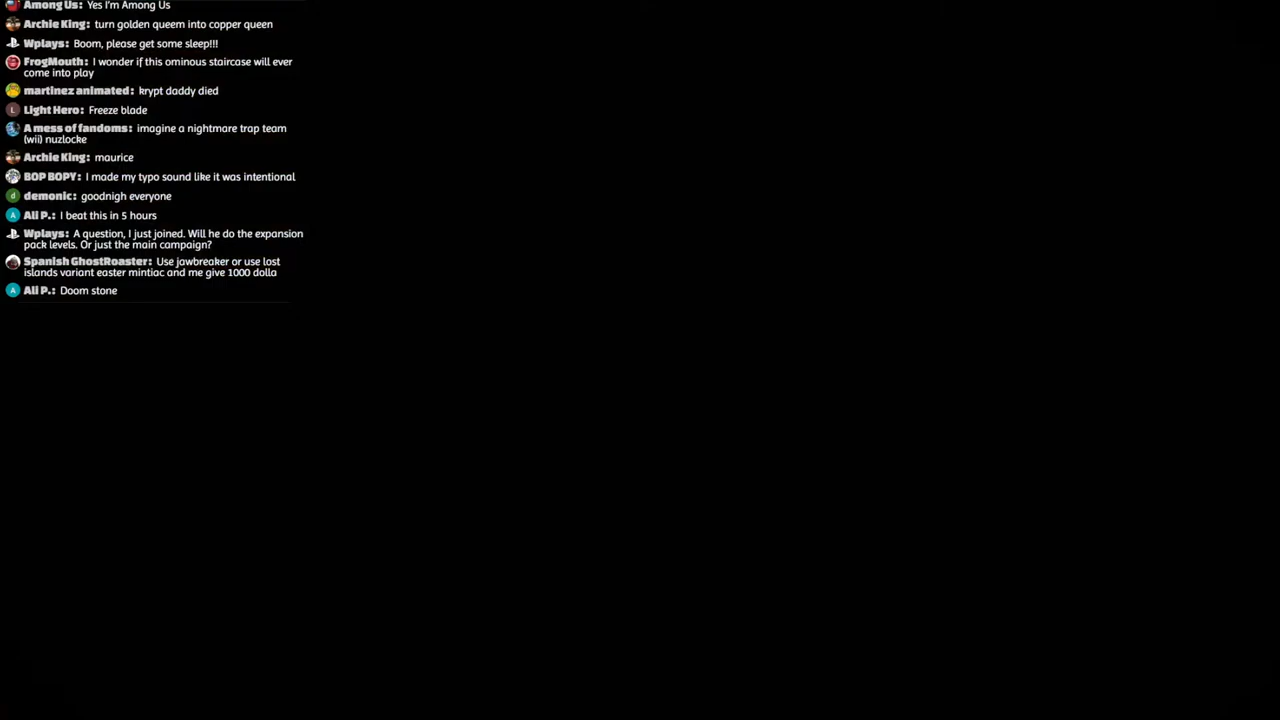 Among Us: Yes I'm Among Us
Archie King: turn golden queem into copper queen
Wplays: Boom, please get some sleep!!!
FrogMouth: I wonder if this ominous staircase will ever
come into play
martinez animated: krypt daddy died
L Light Hero: Freeze blade
A mess of fandoms: imagine a nightmare trap team
(wii) nuzlocke
Archie King: maurice
BOP BOPY: I made my typo sound like it was intentional
d demonic: goodnigh everyone
A Ali P.: I beat this in 5 hours
Wplays: A question, I just joined. Will he do the expansion
pack levels. Or just the main campaign?
Spanish GhostRoaster: Use jawbreaker or use lost
islands variant easter mintiac and me give 1000 dolla
A Ali P.: Doom stone